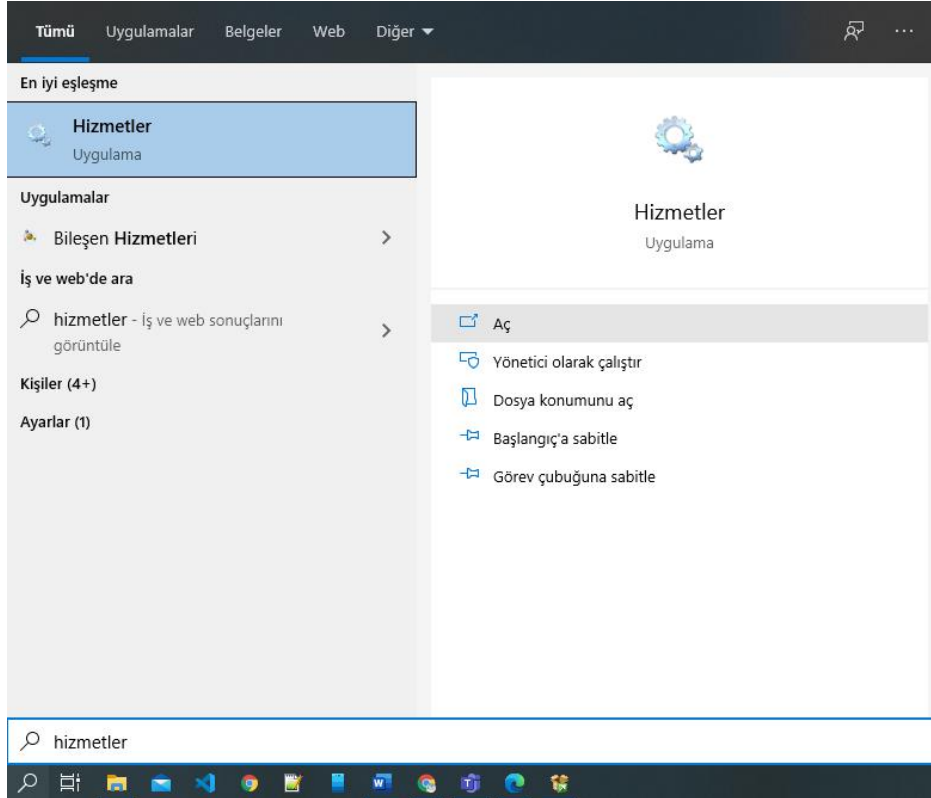 Tümü Uygulamalar Belgeler Web Diğer
En iyi eşleşme
Hizmetler
Uygulama
Uygulamalar
Bileşen Hizmetleri
İş ve web'de ara
hizmetler - İş ve web sonuçlarını
görüntüle
Kişiler (4+)
Ayarlar (1)
Hizmetler
Uygulama
Aç
Yönetici olarak çalıştır
Dosya konumunu aç
Başlangıç'a sabitle
Görev çubuğuna sabitle
hizmetler